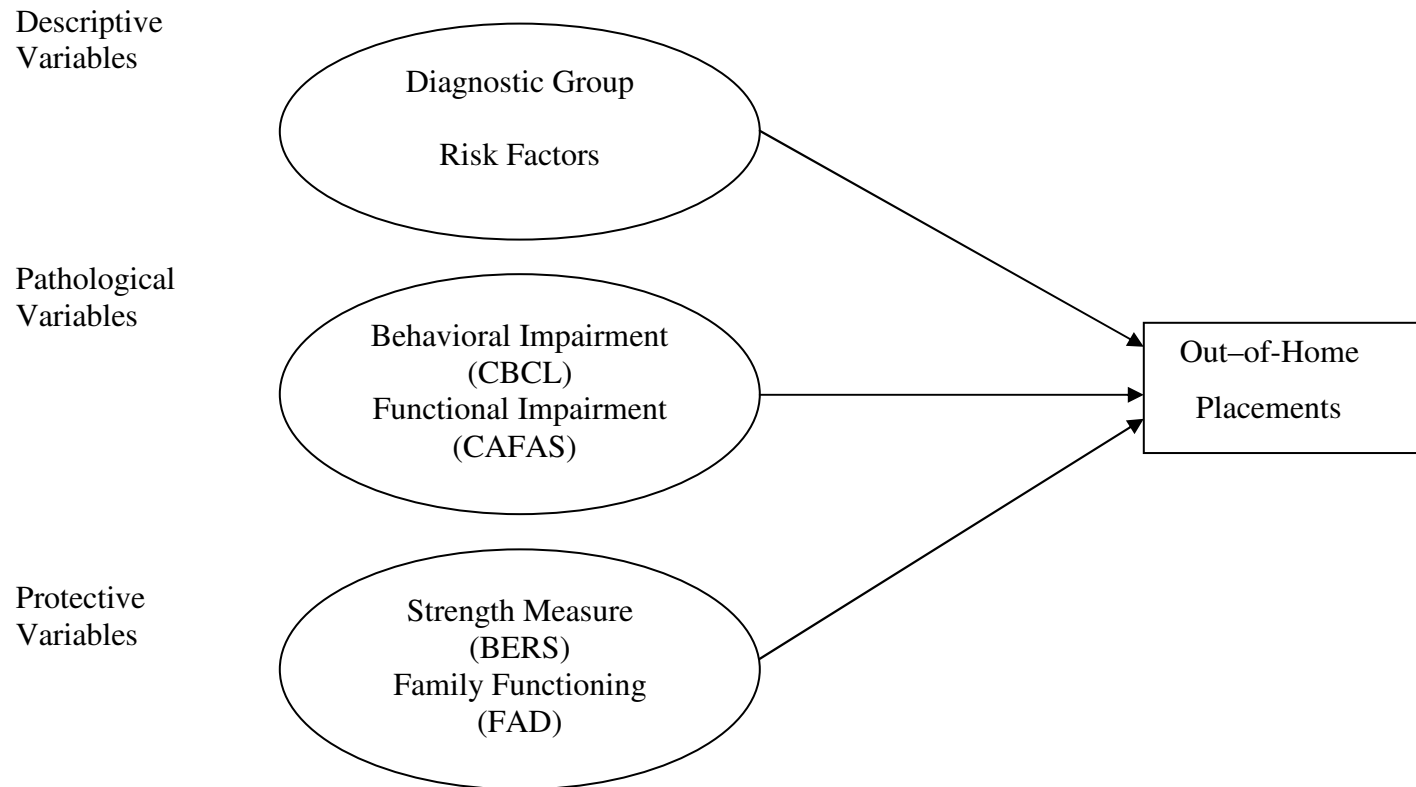 Descriptive
Variables
Diagnostic Group
Risk Factors
Pathological
Variables
Behavioral Impairment
(CBCL)
Functional Impairment
(CAFAS)
Out–of-Home
Placements
Protective
Variables
Strength Measure
(BERS)
Family Functioning
(FAD)